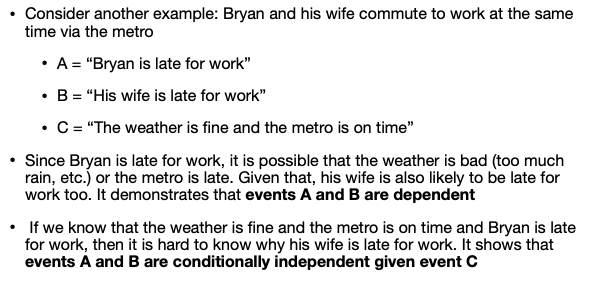 • Consider another example: Bryan and his wife commute to work at the same
time via the metro
• A = “Bryan is late for work”
• B = “His wife is late for work”
• C = “The weather is fine and the metro is on time”
• Since Bryan is late for work, it is possible that the weather is bad (too much
rain, etc.) or the metro is late. Given that, his wife is also likely to be late for
work too. It demonstrates that events A and B are dependent
• If we know that the weather is fine and the metro is on time and Bryan is late
for work, then it is hard to know why his wife is late for work. It shows that
events A and B are conditionally independent given event C